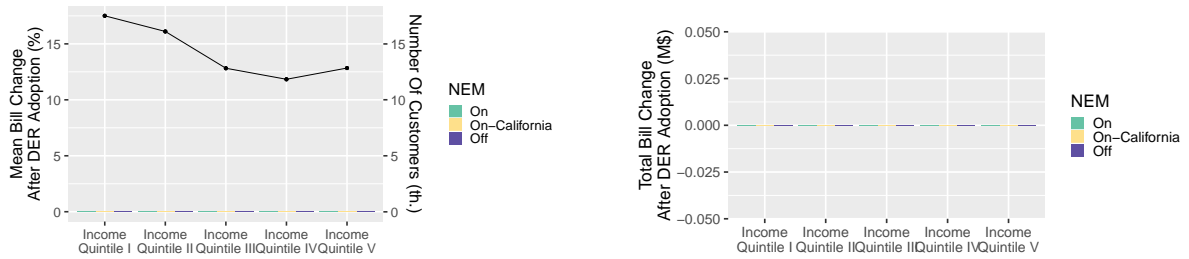 Mean Bill Change
After DER Adoption (%)
15
10
5
0
Income
Quintile I
Income
Quintile II
Income
Quintile III
Income
Quintile IV
Income
Quintile V
15
10
5
0
Number Of Customers (th.)
NEM
On
On−California
Off
Total Bill Change
After DER Adoption (M$)
0.050
0.025
0.000
−0.025
−0.050
Income
Quintile I
Income
Quintile II
Income
Quintile III
Income
Quintile IV
Income
Quintile V
NEM
On
On−California
Off